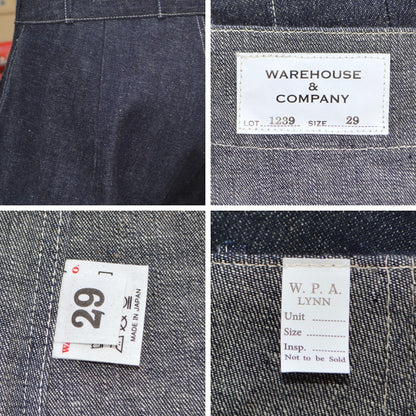 WAREHOUSE
&
COMPANY
LOT 1239 SIZE 29
29
MADE IN JAPAN
W. P. A.
LYNN
Unit
Size
Insp.
Not to be Sold